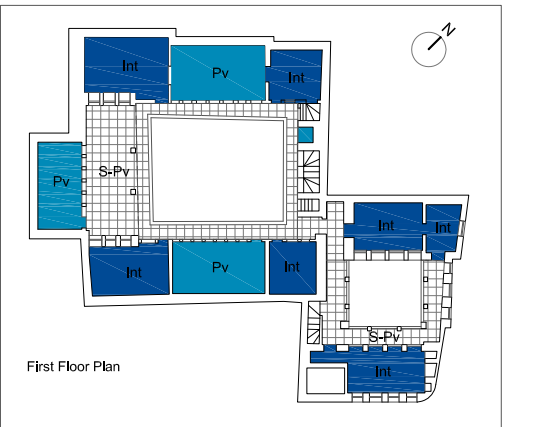 N
Int
Pv
Int
Pv
S-Pv
Int
Int
Int
Pv
Int
S-Pv
Int
First Floor Plan